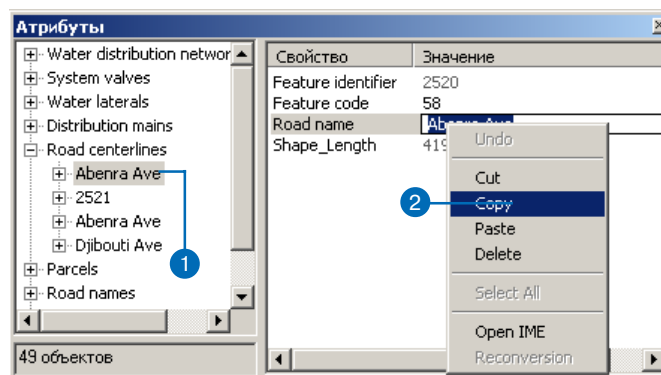 Атрибуты
Water distribution networ
System valves
Water laterals
Distribution mains
Road centerlines
Abenra Ave
2521
Abenra Ave
Djibouti Ave
Parcels
Road names
49 объектов
Свойство Значение
Feature identifier 2520
Feature code 58
Road name Abenra Ave
Shape_Length 419
Undo
Cut
Copy
Paste
Delete
Select All
Open IME
Reconversion
1
2